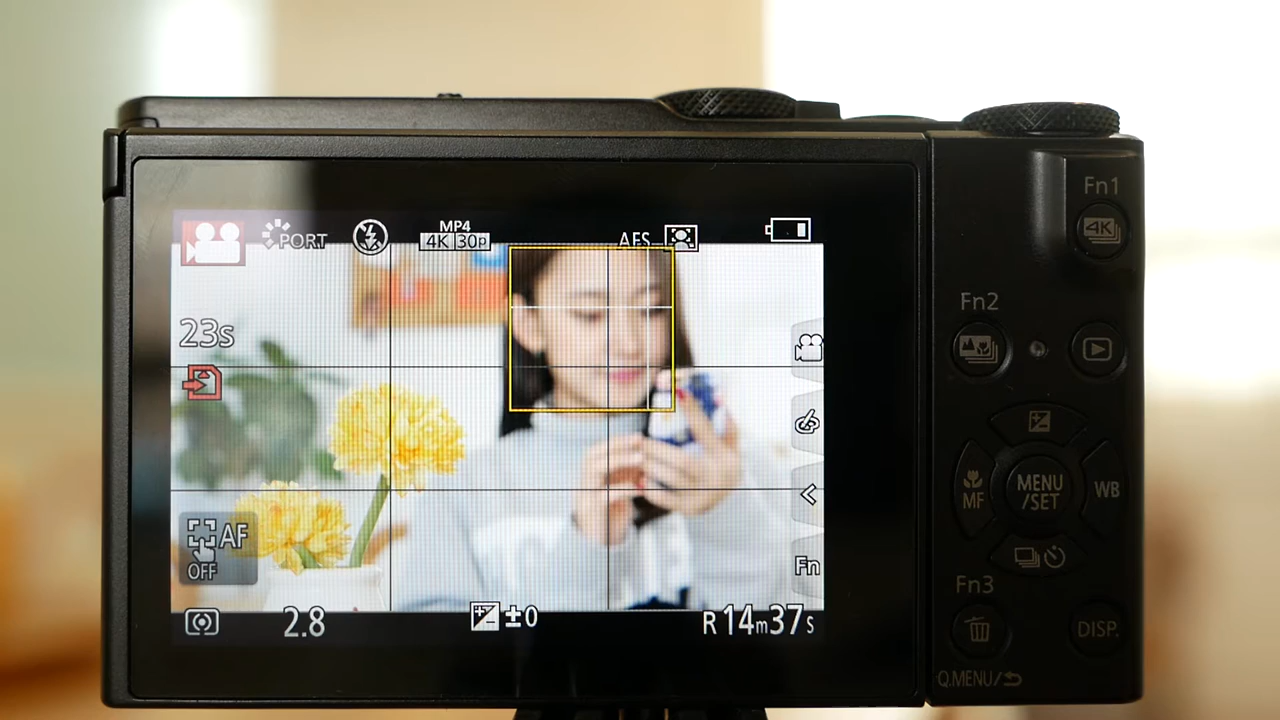 PORT
MP4
4K 30p
AFS
23s
AF
OFF
2.8
±0
R14m37s
Fn
Fn1
4K
Fn2
MF
MENU
/SET
WB
Fn3
DISP.
Q.MENU/